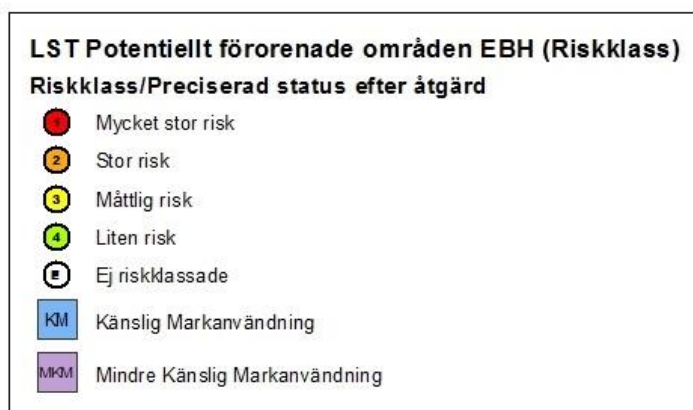 LST Potentiellt förorenade områden EBH (Riskklass)
Riskklass/Preciserad status efter åtgärd
1 Mycket stor risk
2 Stor risk
3 Måttlig risk
4 Liten risk
E Ej riskklassade
KM Känslig Markanvändning
MKM Mindre Känslig Markanvändning